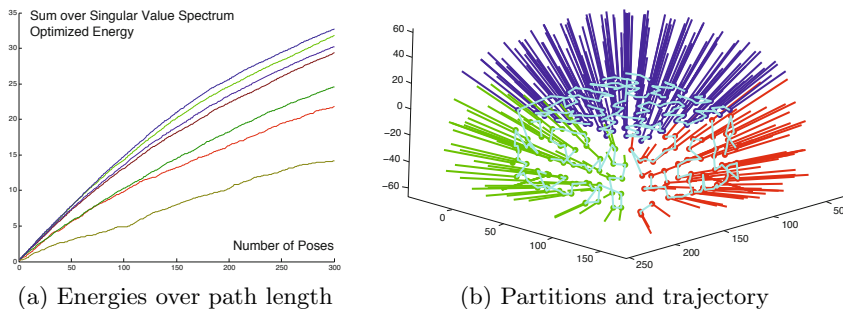 Sum over Singular Value Spectrum
Optimized Energy
35
30
25
20
15
10
5
0
0 50 100 150 200 250 300
Number of Poses
(a) Energies over path length
60
40
20
0
−20
−40
−60
0 50 100 150
250 200 150 100 50
(b) Partitions and trajectory